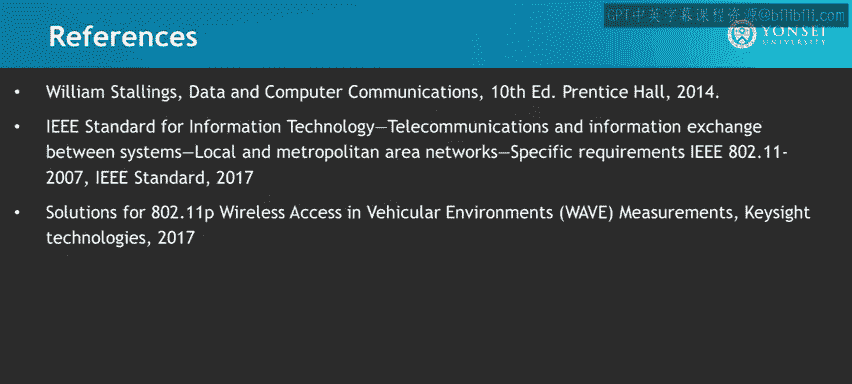 GPT中英字幕课程资源@bilibili.com
References
YONSEI
UNIVERSITY
• William Stallings, Data and Computer Communications, 10th Ed. Prentice Hall, 2014.
• IEEE Standard for Information Technology—Telecommunications and information exchange
between systems—Local and metropolitan area networks—Specific requirements IEEE 802.11-
2007, IEEE Standard, 2017
• Solutions for 802.11p Wireless Access in Vehicular Environments (WAVE) Measurements, Keysight
technologies, 2017